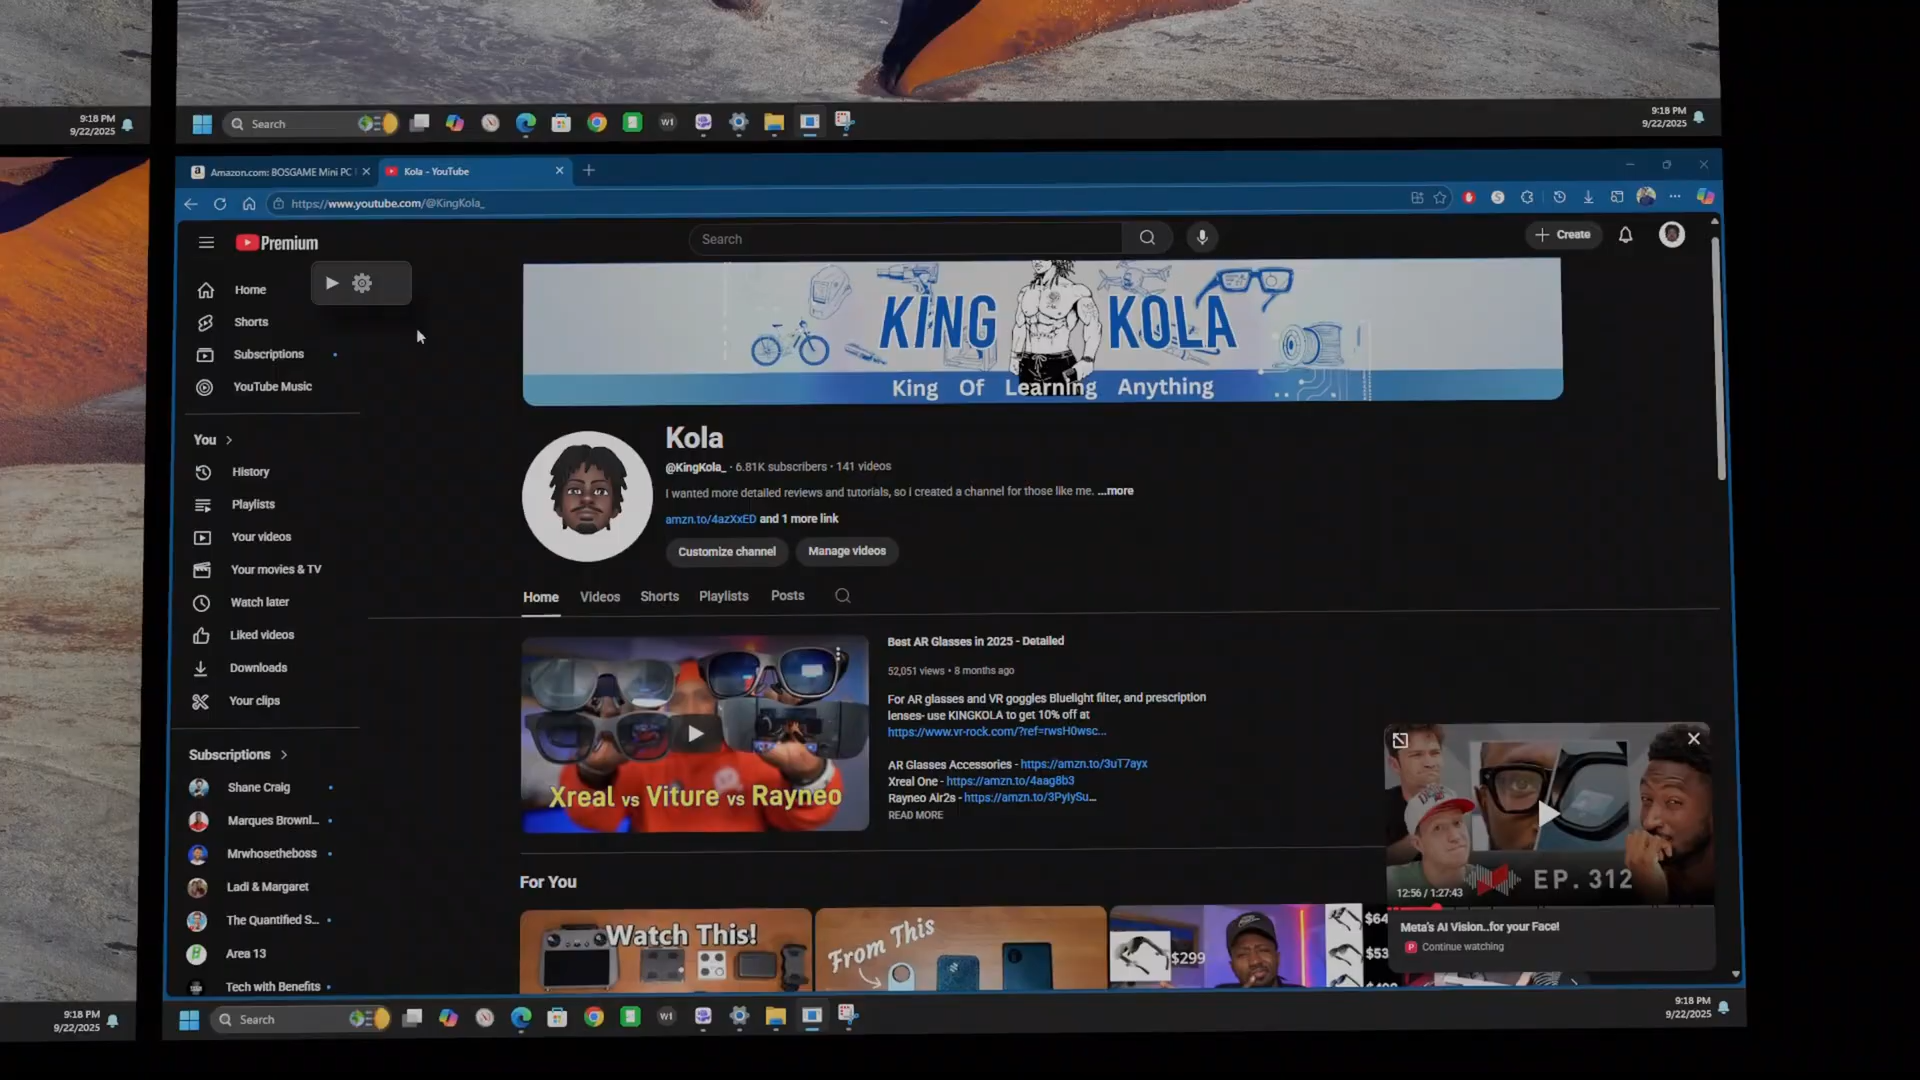 9:18 PM
9/22/2025
Search
W1
9:18 PM
9/22/2025
Amazon.com: BOSGAME Mini PC
Kola - YouTube
https://www.youtube.com/@KingKola_
Premium
Search
Create
Home
Shorts
Subscriptions
YouTube Music
You
History
Playlists
Your videos
Your movies & TV
Watch later
Liked videos
Downloads
Your clips
Subscriptions
Shane Craig
Marques Brownl...
Mrwhosetheboss
Ladi & Margaret
The Quantified S...
Area 13
Tech with Benefits
KING KOLA
King Of Learning Anything
Kola
@KingKola_ · 6.81K subscribers · 141 videos
I wanted more detailed reviews and tutorials, so i created a channel for those like me. ...more
amzn.to/4azXxED and 1 more link
Customize channel
Manage videos
Home
Videos
Shorts
Playlists
Posts
Xreal vs Viture vs Rayneo
Best AR Glasses in 2025 - Detailed
52,051 views • 8 months ago
For AR glasses and VR goggles Bluelight filter, and prescription
lenses- use KINGKOLA to get 10% off at
https://www.vr-rock.com/?ref=rwsH0wsc...
AR Glasses Accessories - https://amzn.to/3uT7ayx
Xreal One - https://amzn.to/4aag8b3
Rayneo Air2s - https://amzn.to/3PylySu...
READ MORE
For You
Watch This!
From This
$299
$64
$53
EP. 312
12:56 / 1:27:43
Meta's AI Vision..for your Face!
Continue watching
9:18 PM
9/22/2025
Search
W1
9:18 PM
9/22/2025